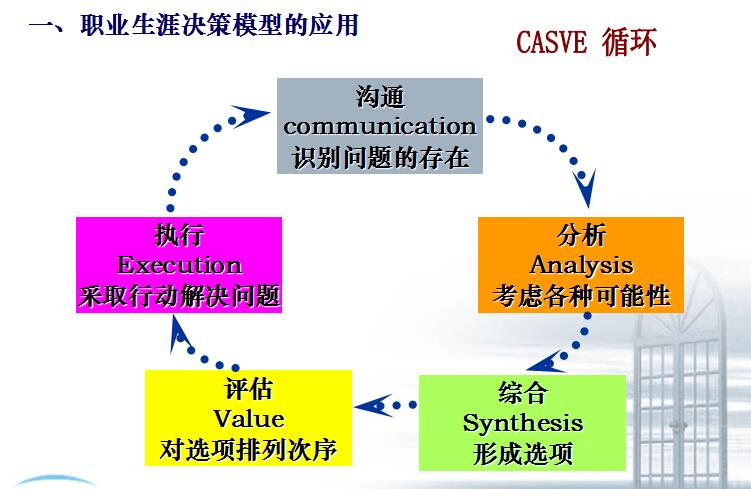 一、职业生涯决策模型的应用
CASVE 循环
沟通
communication
识别问题的存在
分析
Analysis
考虑各种可能性
综合
Synthesis
形成选项
评估
Value
对选项排列次序
执行
Execution
采取行动解决问题